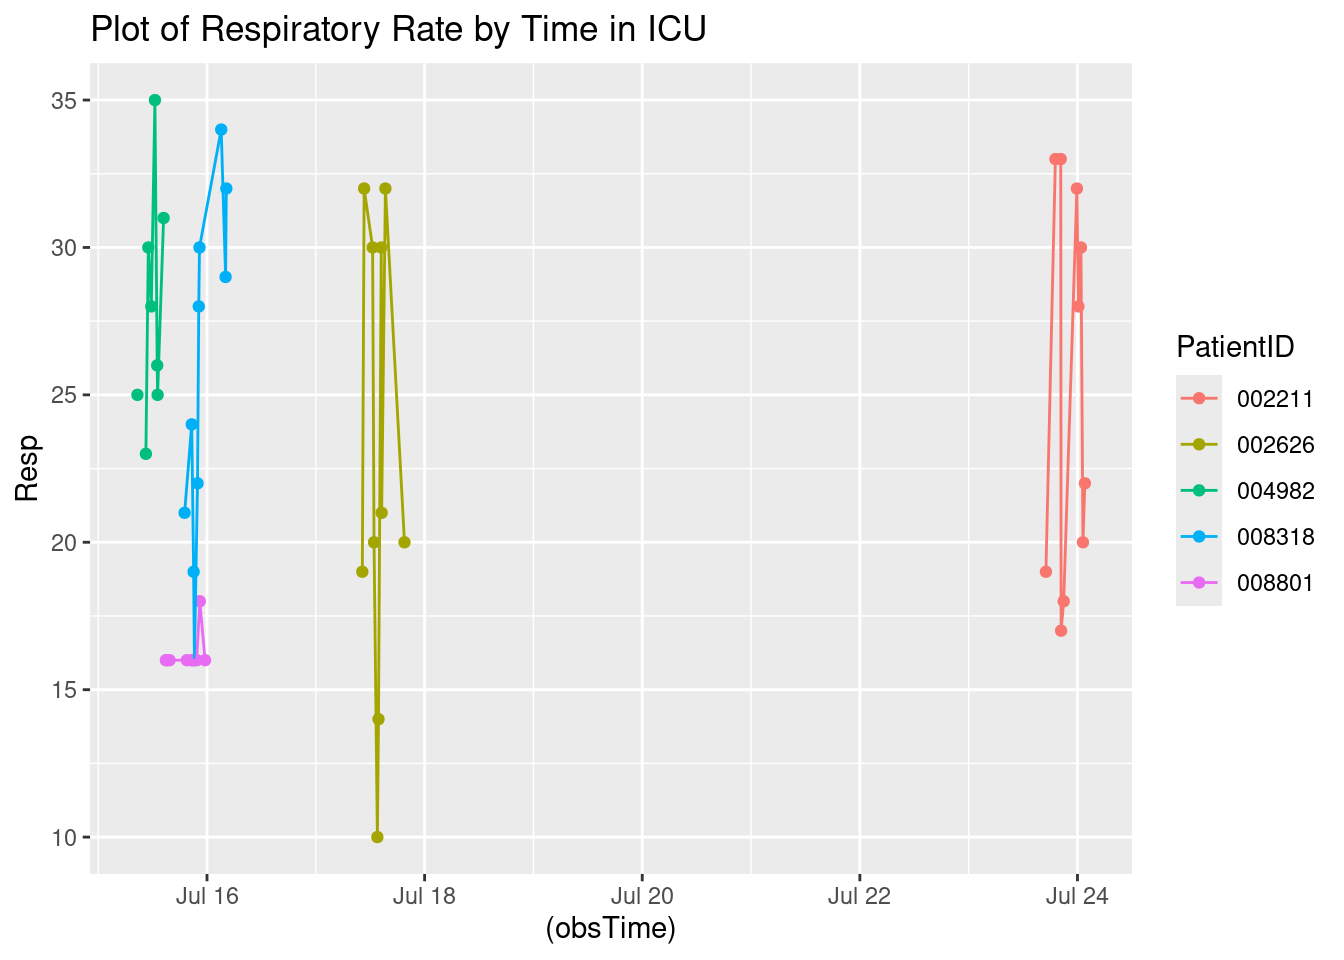 Plot of Respiratory Rate by Time in ICU
35
30
25
20
15
10
Resp
Jul 16 Jul 18 Jul 20 Jul 22 Jul 24
(obsTime)
PatientID
002211
002626
004982
008318
008801